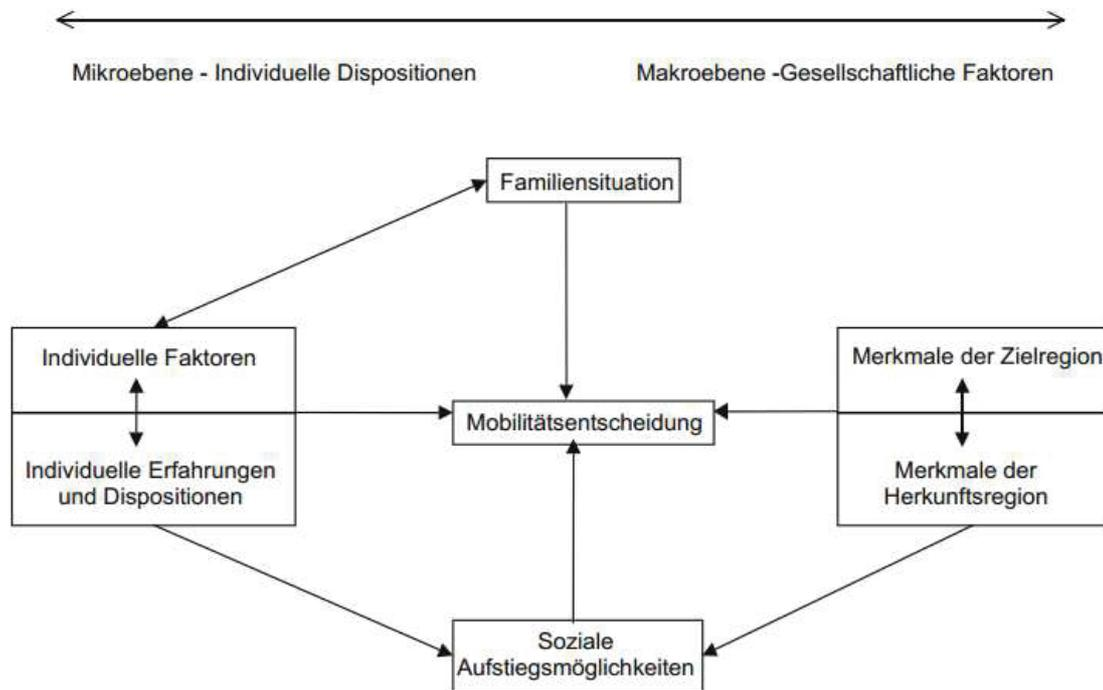 Mikroebene - Individuelle Dispositionen
Makroebene -Gesellschaftliche Faktoren
Familiensituation
Individuelle Faktoren
Merkmale der Zielregion
Mobilitätsentscheidung
Individuelle Erfahrungen
und Dispositionen
Merkmale der
Herkunftsregion
Soziale
Aufstiegsmöglichkeiten